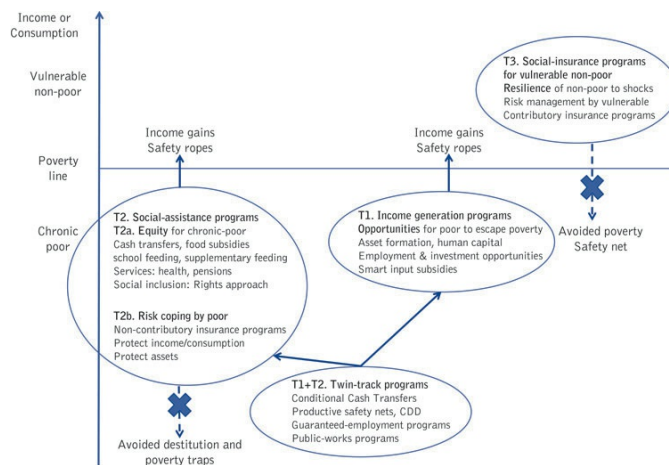 Income or
Consumption
Vulnerable
non-poor
Poverty
line
Chronic
poor
Income gains
Safety ropes
T2. Social-assistance programs
T2a. Equity for chronic-poor
Cash transfers, food subsidies
school feeding, supplementary feeding
Services: health, pensions
Social inclusion: Rights approach
T2b. Risk coping by poor
Non-contributory insurance programs
Protect income/consumption
Protect assets
Avoided destitution and
poverty traps
Income gains
Safety ropes
T1. Income generation programs
Opportunities for poor to escape poverty
Asset formation, human capital
Employment & investment opportunities
Smart input subsidies
T1+T2. Twin-track programs
Conditional Cash Transfers
Productive safety nets, CDD
Guaranteed-employment programs
Public-works programs
T3. Social-insurance programs
for vulnerable non-poor
Resilience of non-poor to shocks
Risk management by vulnerable
Contributory insurance programs
Avoided poverty
Safety net